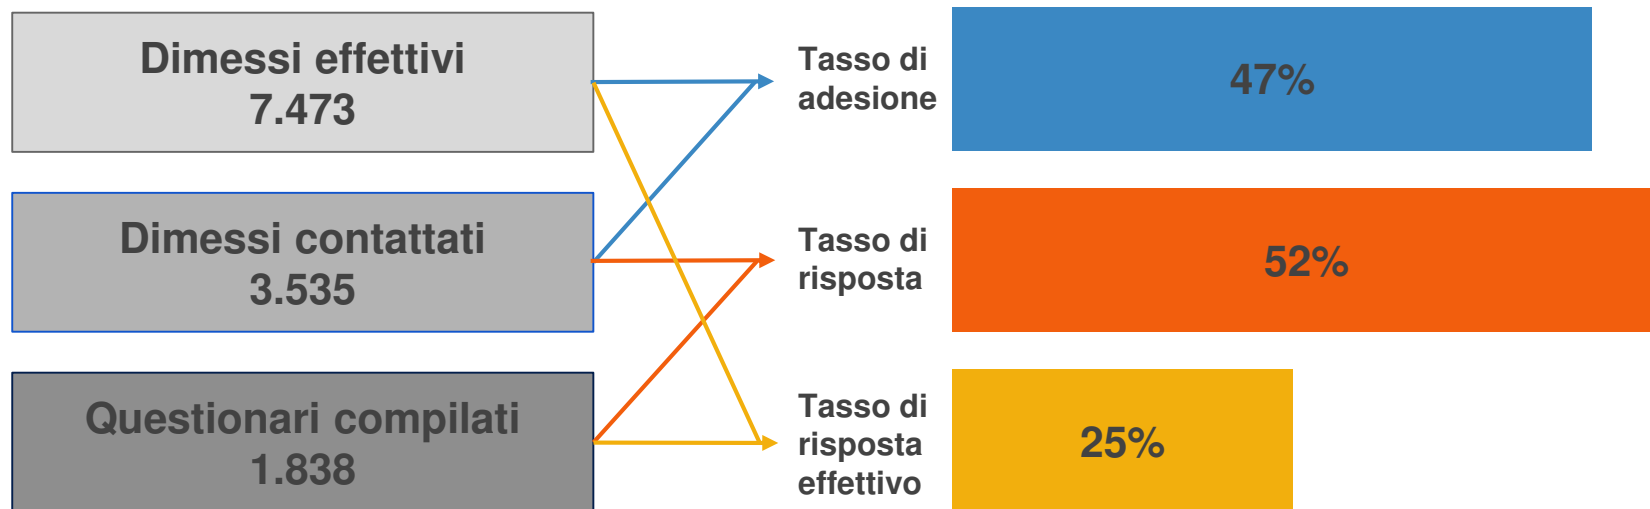 Dimessi effettivi
7.473
Tasso di
adesione
47%
Dimessi contattati
3.535
Tasso di
risposta
52%
Questionari compilati
1.838
Tasso di
risposta
effettivo
25%